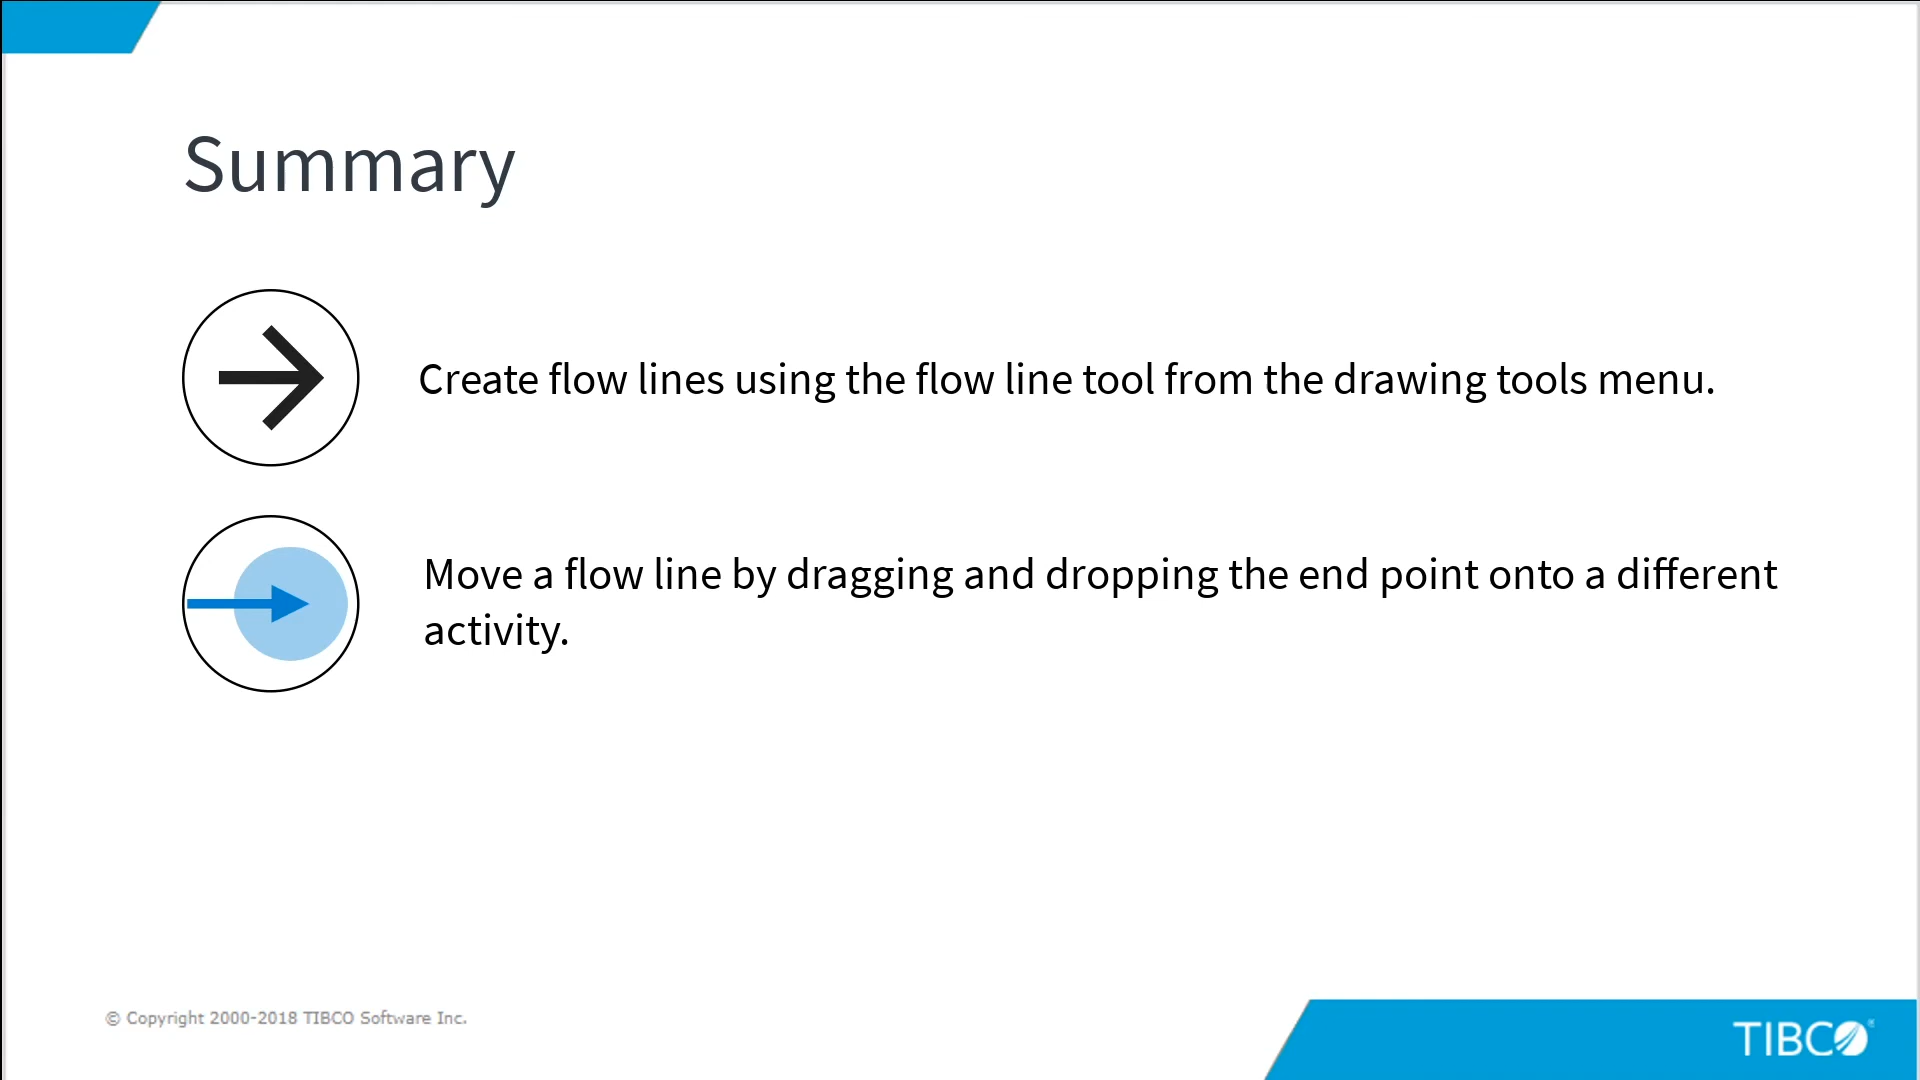 Summary
Create flow lines using the flow line tool from the drawing tools menu.
Move a flow line by dragging and dropping the end point onto a different
activity.
© Copyright 2000-2018 TIBCO Software Inc.
TIBCO®